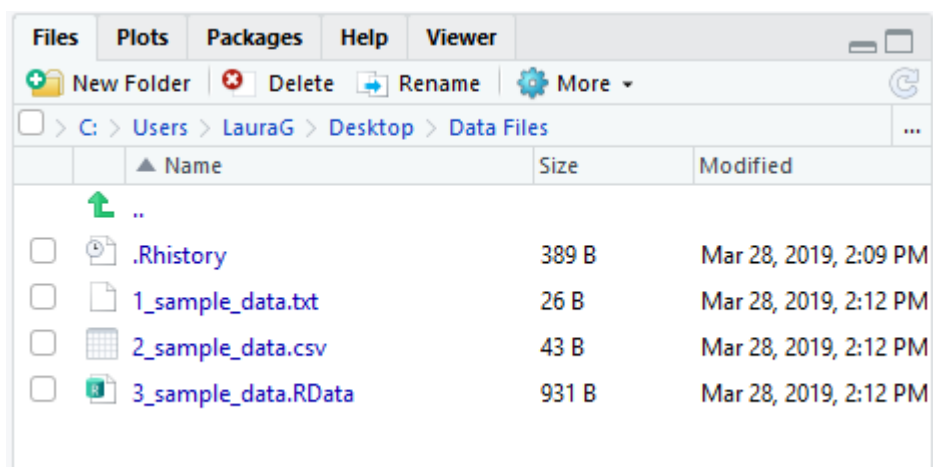 Files Plots Packages Help Viewer
New Folder Delete Rename More
C: > Users > LauraG > Desktop > Data Files ...
Name Size Modified
..
.Rhistory 389 B Mar 28, 2019, 2:09 PM
1_sample_data.txt 26 B Mar 28, 2019, 2:12 PM
2_sample_data.csv 43 B Mar 28, 2019, 2:12 PM
3_sample_data.RData 931 B Mar 28, 2019, 2:12 PM